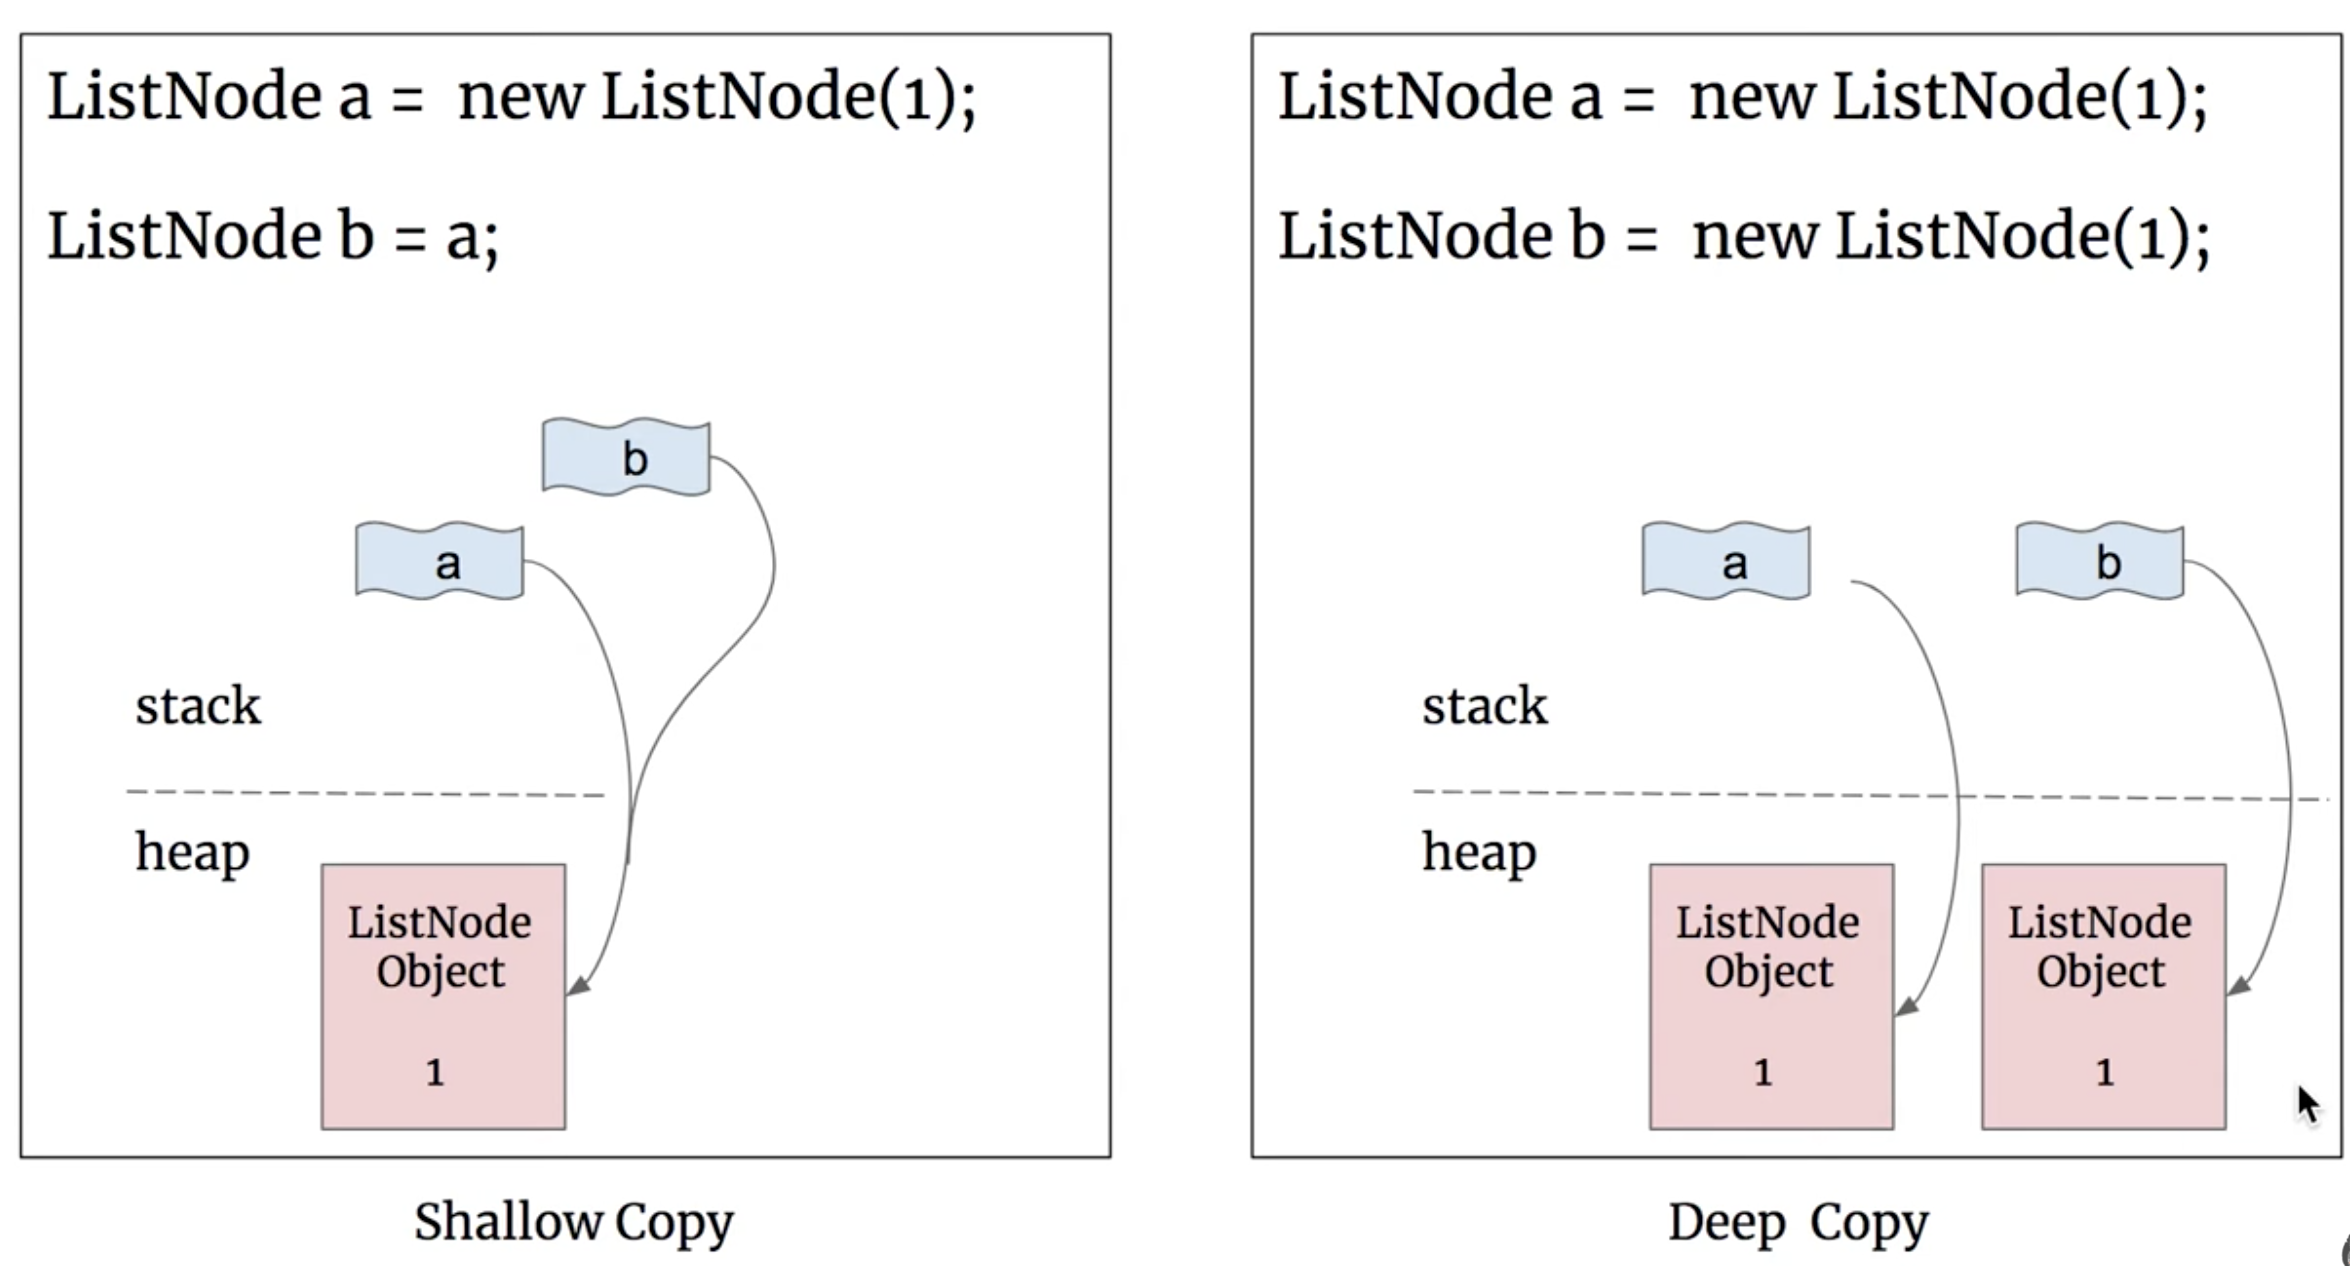 ListNode a = new ListNode(1);
ListNode b = a;
b
a
stack
heap
ListNode
Object
1
Shallow Copy
ListNode a = new ListNode(1);
ListNode b = new ListNode(1);
a
b
stack
heap
ListNode
Object
1
ListNode
Object
1
Deep Copy